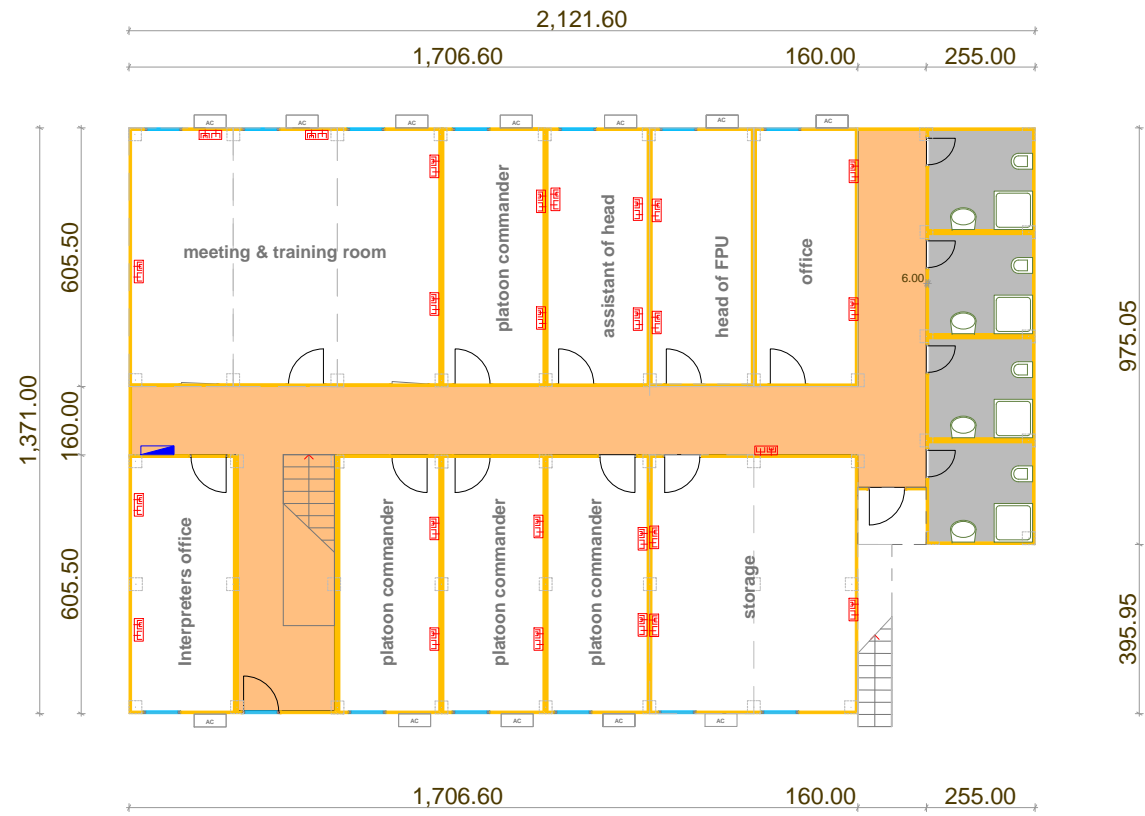 2,121.60
1,706.60
160.00
255.00
AC
AC
AC
AC
AC
AC
AC
1,371.00
605.50
160.00
605.50
975.05
395.95
meeting & training room
platoon commander
assistant of head
head of FPU
office
6.00
Interpreters office
platoon commander
platoon commander
platoon commander
storage
AC
AC
AC
AC
AC
1,706.60
160.00
255.00